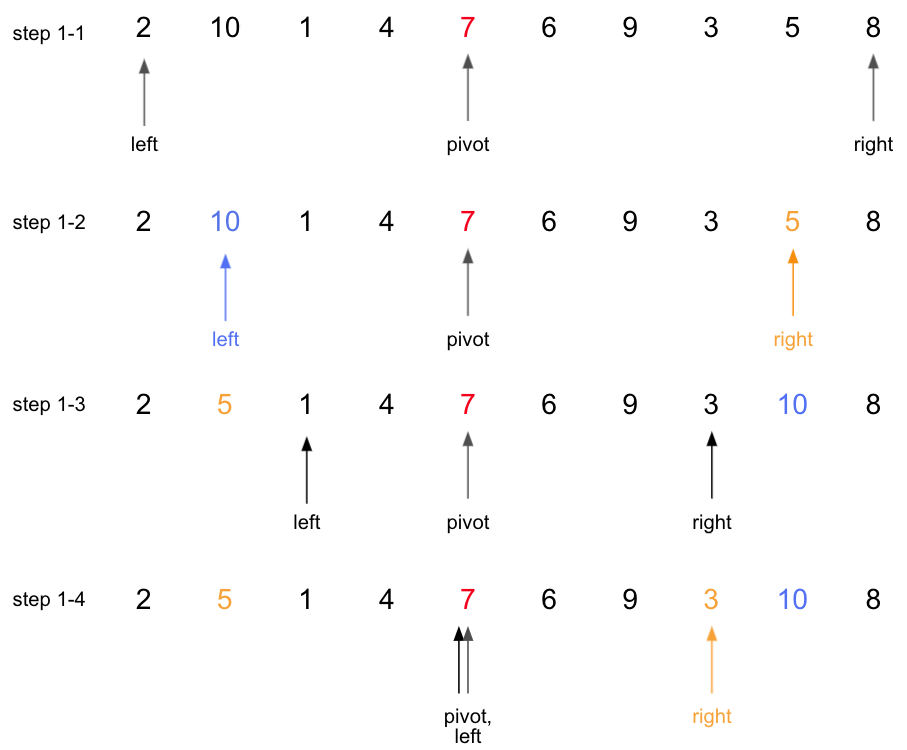 step 1-1 2 10 1 4 7 6 9 3 5 8
left pivot right
step 1-2 2 10 1 4 7 6 9 3 5 8
left pivot right
step 1-3 2 5 1 4 7 6 9 3 10 8
left pivot right
step 1-4 2 5 1 4 7 6 9 3 10 8
pivot, right
left